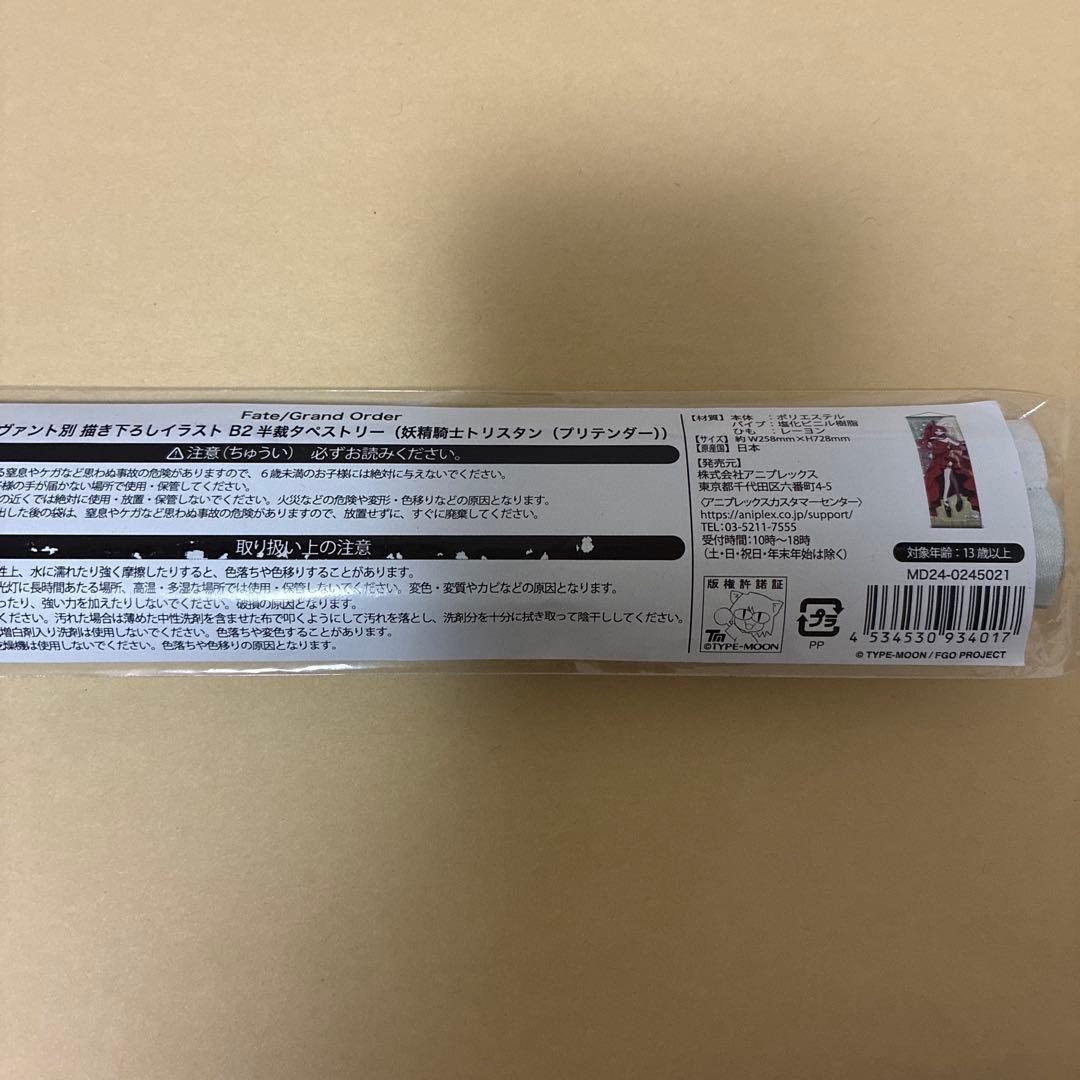 Fate/Grand Order
ヴァント別 描き下ろしイラスト B2半裁タペストリー（妖精騎士トリスタン（プリテンダー））
⚠注意（ちゅうい） 必ずお読みください。
る窒息やケガなど思わぬ事故の危険がありますので、６歳未満のお子様には絶対に与えないでください。
子様の手が届かない場所で使用・保管してください。
の近くでは絶対に使用・放置・保管しないでください。火災などの危険や変形・色移りなどの原因となります。
出した後の袋は、窒息やケガなど思わぬ事故の危険がありますので、放置せずに、すぐに廃棄してください。
取り扱い上の注意
性上、水に濡れたり強く摩擦したりすると、色落ちや色移りすることがあります。
光灯に長時間あたる場所、高温・多湿な場所では使用・保管しないでください。変色・変質やカビなどの原因となります。
ったり、強い力を加えたりしないでください。破損の原因となります。
ください。汚れた場合は薄めた中性洗剤を含ませた布で叩くようにして汚れを落とし、洗剤分を十分に拭き取って陰干ししてください。
増白剤入り洗剤は使用しないでください。色落ちや変色することがあります。
燥機は使用しないでください。色落ちや色移りの原因となります。
【材質】 本体 ：ポリエステル
パイプ：塩化ビニル樹脂
ひも ：レーヨン
【サイズ】 約 W258mm×H728mm
【原産国】 日本
【発売元】
株式会社アニプレックス
東京都千代田区六番町4-5
〈アニプレックスカスタマーセンター〉
https://aniplex.co.jp/support/
TEL：03-5211-7555
受付時間：10時～18時
（土・日・祝日・年末年始は除く）
対象年齢：13歳以上
MD24-0245021
版権許諾証
TM
©TYPE-MOON
プラ
PP
4 534530 934017
© TYPE-MOON / FGO PROJECT